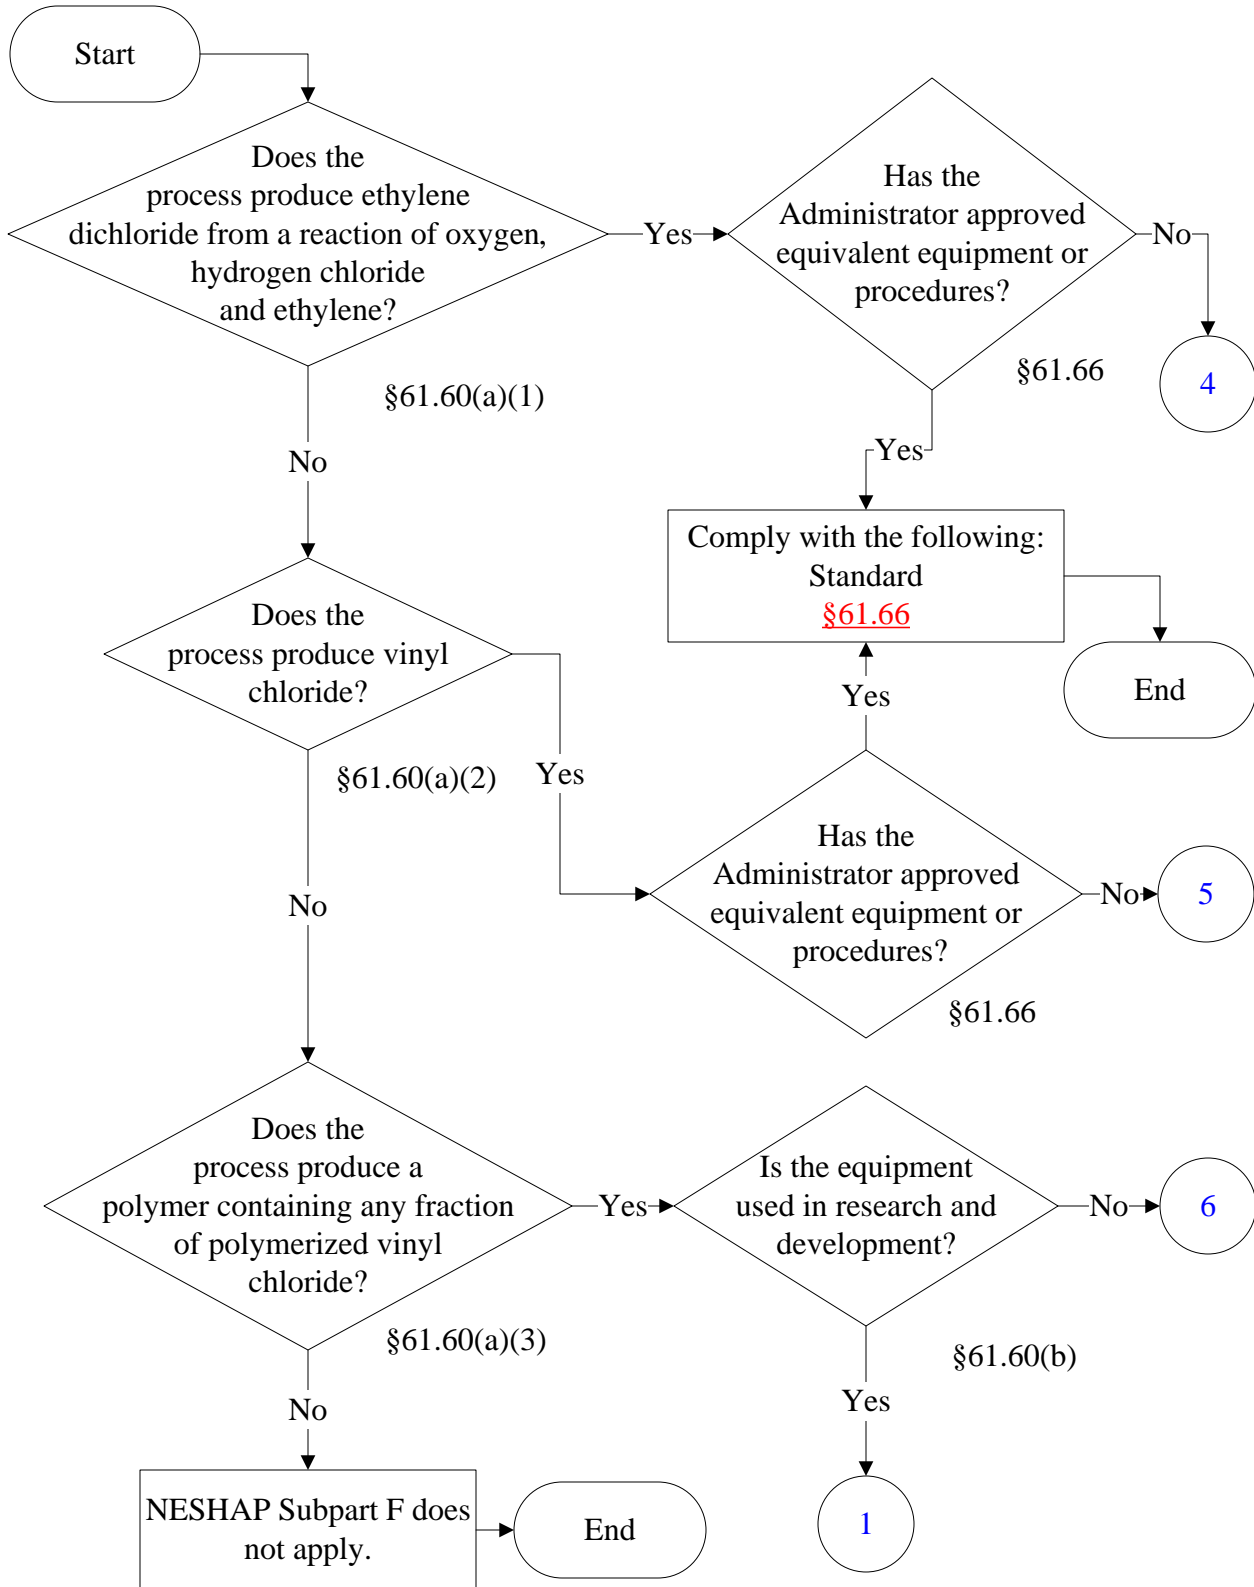 Start
Does the
process produce ethylene
dichloride from a reaction of oxygen,
hydrogen chloride
and ethylene?
§61.60(a)(1)
Yes
Has the
Administrator approved
equivalent equipment or
procedures?
§61.66
No
4
Yes
Comply with the following:
Standard
§61.66
End
No
Does the
process produce vinyl
chloride?
§61.60(a)(2)
Yes
Has the
Administrator approved
equivalent equipment or
procedures?
§61.66
Yes
No
5
No
Does the
process produce a
polymer containing any fraction
of polymerized vinyl
chloride?
§61.60(a)(3)
Yes
Is the equipment
used in research and
development?
§61.60(b)
No
6
Yes
1
No
NESHAP Subpart F does
not apply.
End